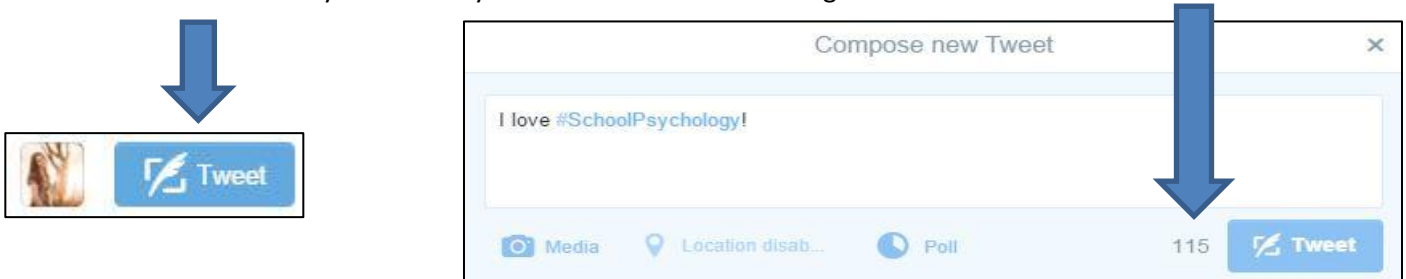 Compose new Tweet ×
I love #SchoolPsychology!
Tweet
Media Location disab... Poll 115 Tweet